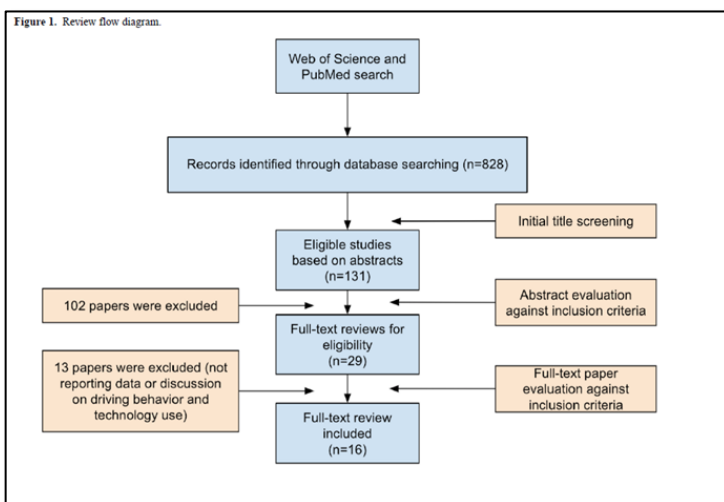 Figure 1. Review flow diagram.
Web of Science and
PubMed search
Records identified through database searching (n=828)
Initial title screening
Eligible studies
based on abstracts
(n=131)
102 papers were excluded
Abstract evaluation
against inclusion criteria
Full-text reviews for
eligibility
(n=29)
13 papers were excluded (not
reporting data or discussion
on driving behavior and
technology use)
Full-text paper
evaluation against
inclusion criteria
Full-text review
included
(n=16)